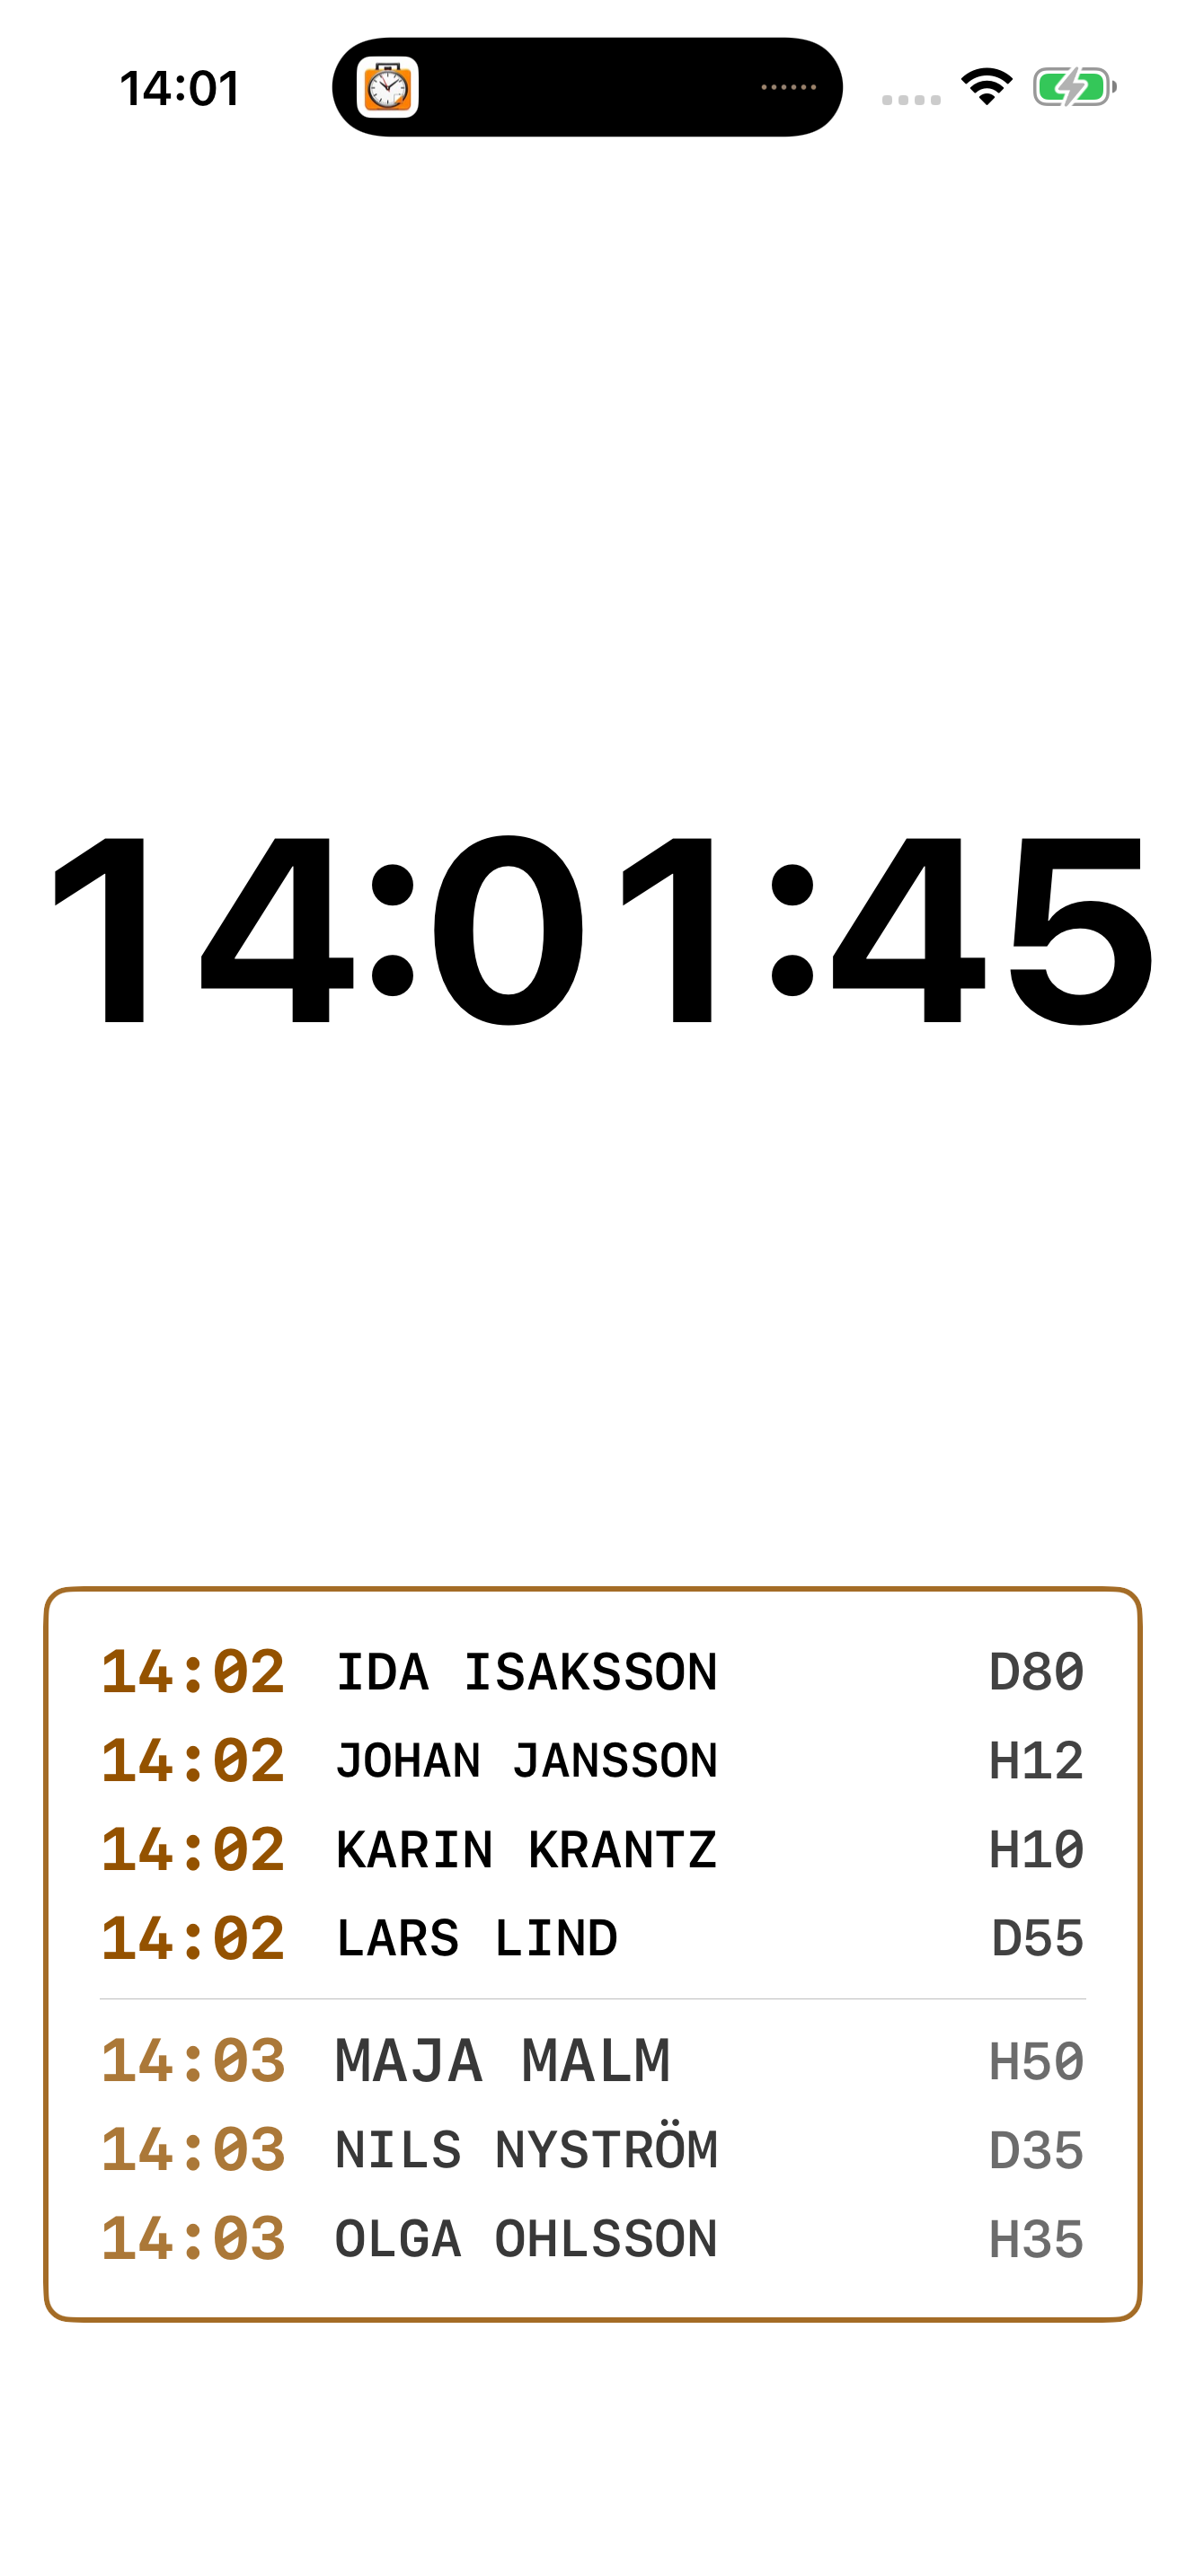 14:01
14:01:45
14:02 IDA ISAKSSON D80
14:02 JOHAN JANSSON H12
14:02 KARIN KRANTZ H10
14:02 LARS LIND D55
14:03 MAJA MALM H50
14:03 NILS NYSTRÖM D35
14:03 OLGA OHLSSON H35